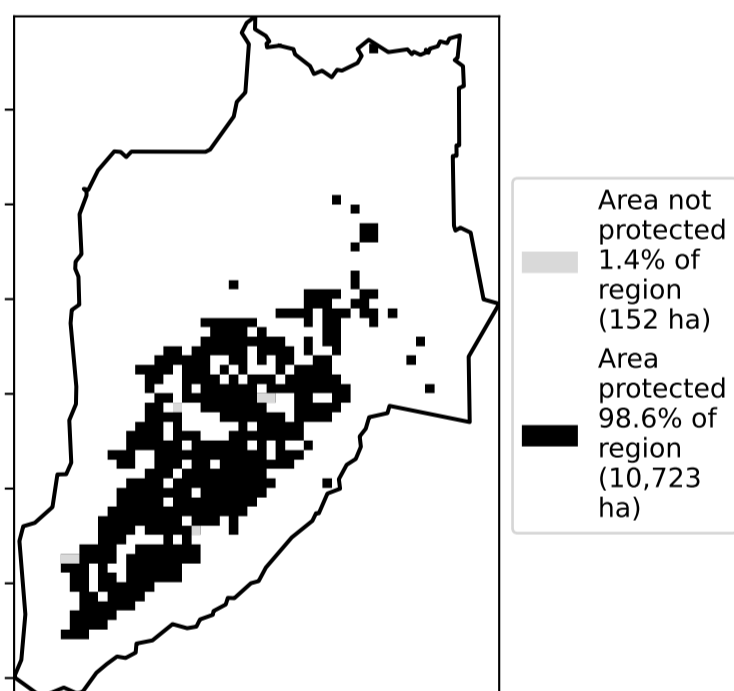 Area not
protected
1.4% of
region
(152 ha)
Area
protected
98.6% of
region
(10,723
ha)